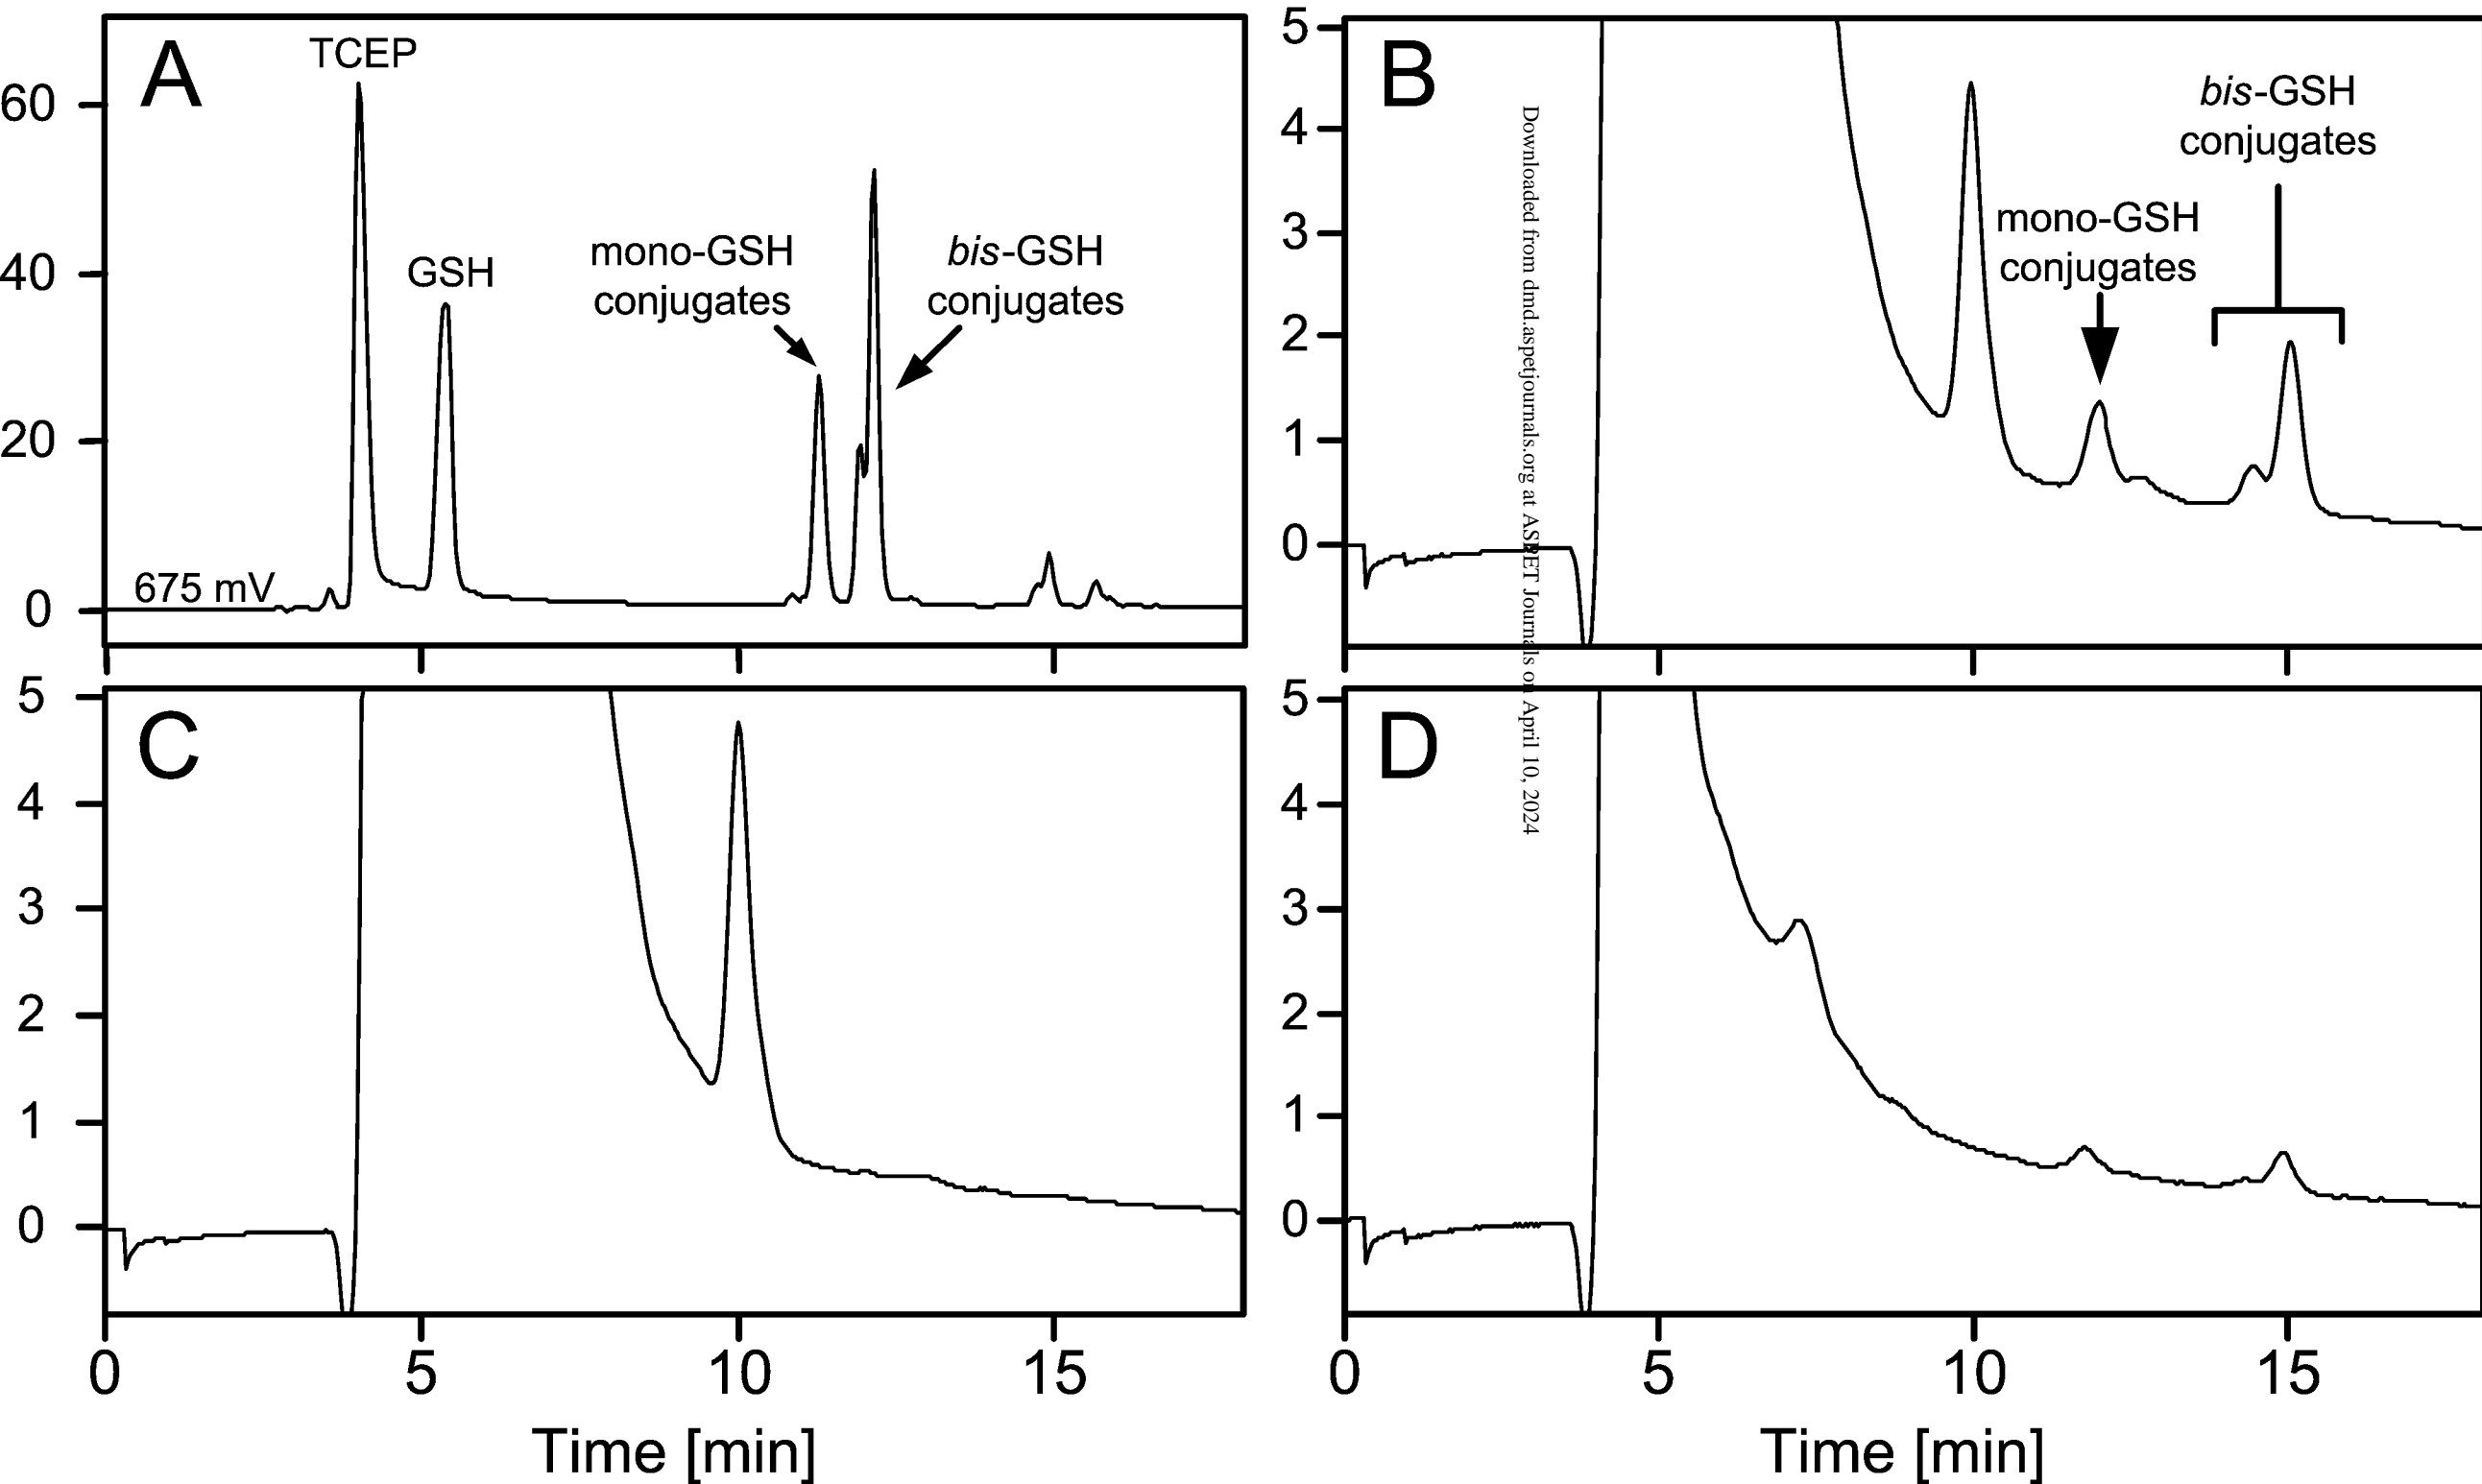 A
TCEP
GSH
mono-GSH
conjugates
bis-GSH
conjugates
675 mV
60
40
20
0
B
bis-GSH
conjugates
mono-GSH
conjugates
5
4
3
2
1
0
Downloaded from dmd.aspetjournals.org at ASPET Journals on April 10, 2024
C
5
4
3
2
1
0
0
5
10
15
Time [min]
D
5
4
3
2
1
0
0
5
10
15
Time [min]